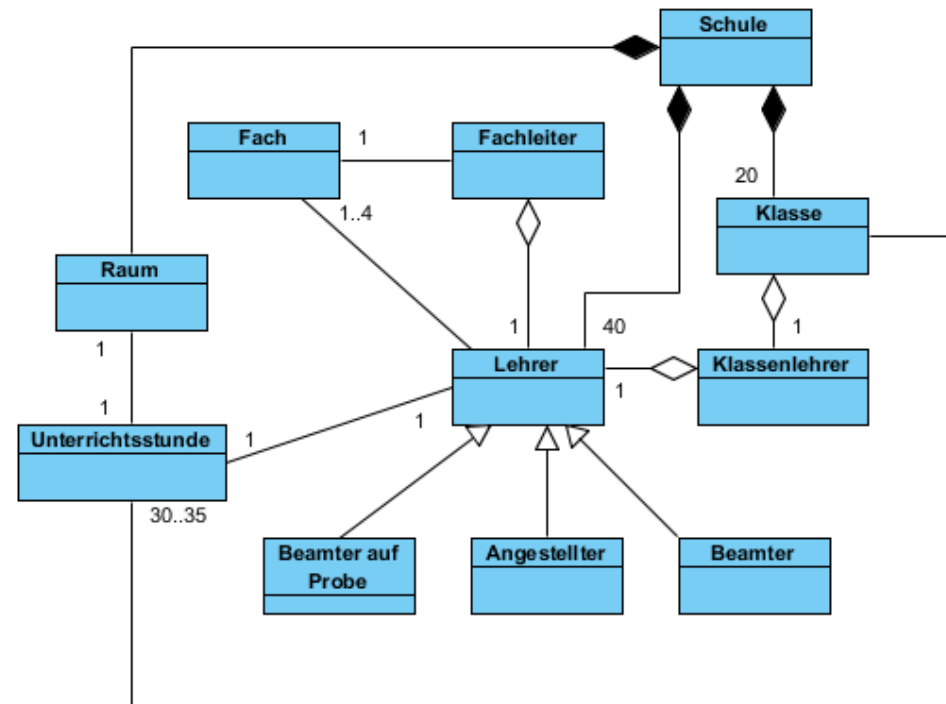 Schule
Fach
1
Fachleiter
20
1..4
Klasse
Raum
1
1
40
1
Lehrer
1
Klassenlehrer
1
1
1
Unterrichtsstunde
30..35
Beamter auf
Probe
Angestellter
Beamter